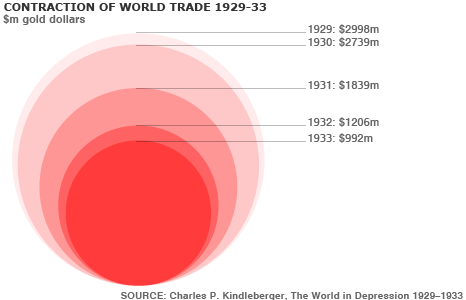 CONTRACTION OF WORLD TRADE 1929-33
$m gold dollars
1929: $2998m
1930: $2739m
1931: $1839m
1932: $1206m
1933: $992m
SOURCE: Charles P. Kindleberger, The World in Depression 1929–1933